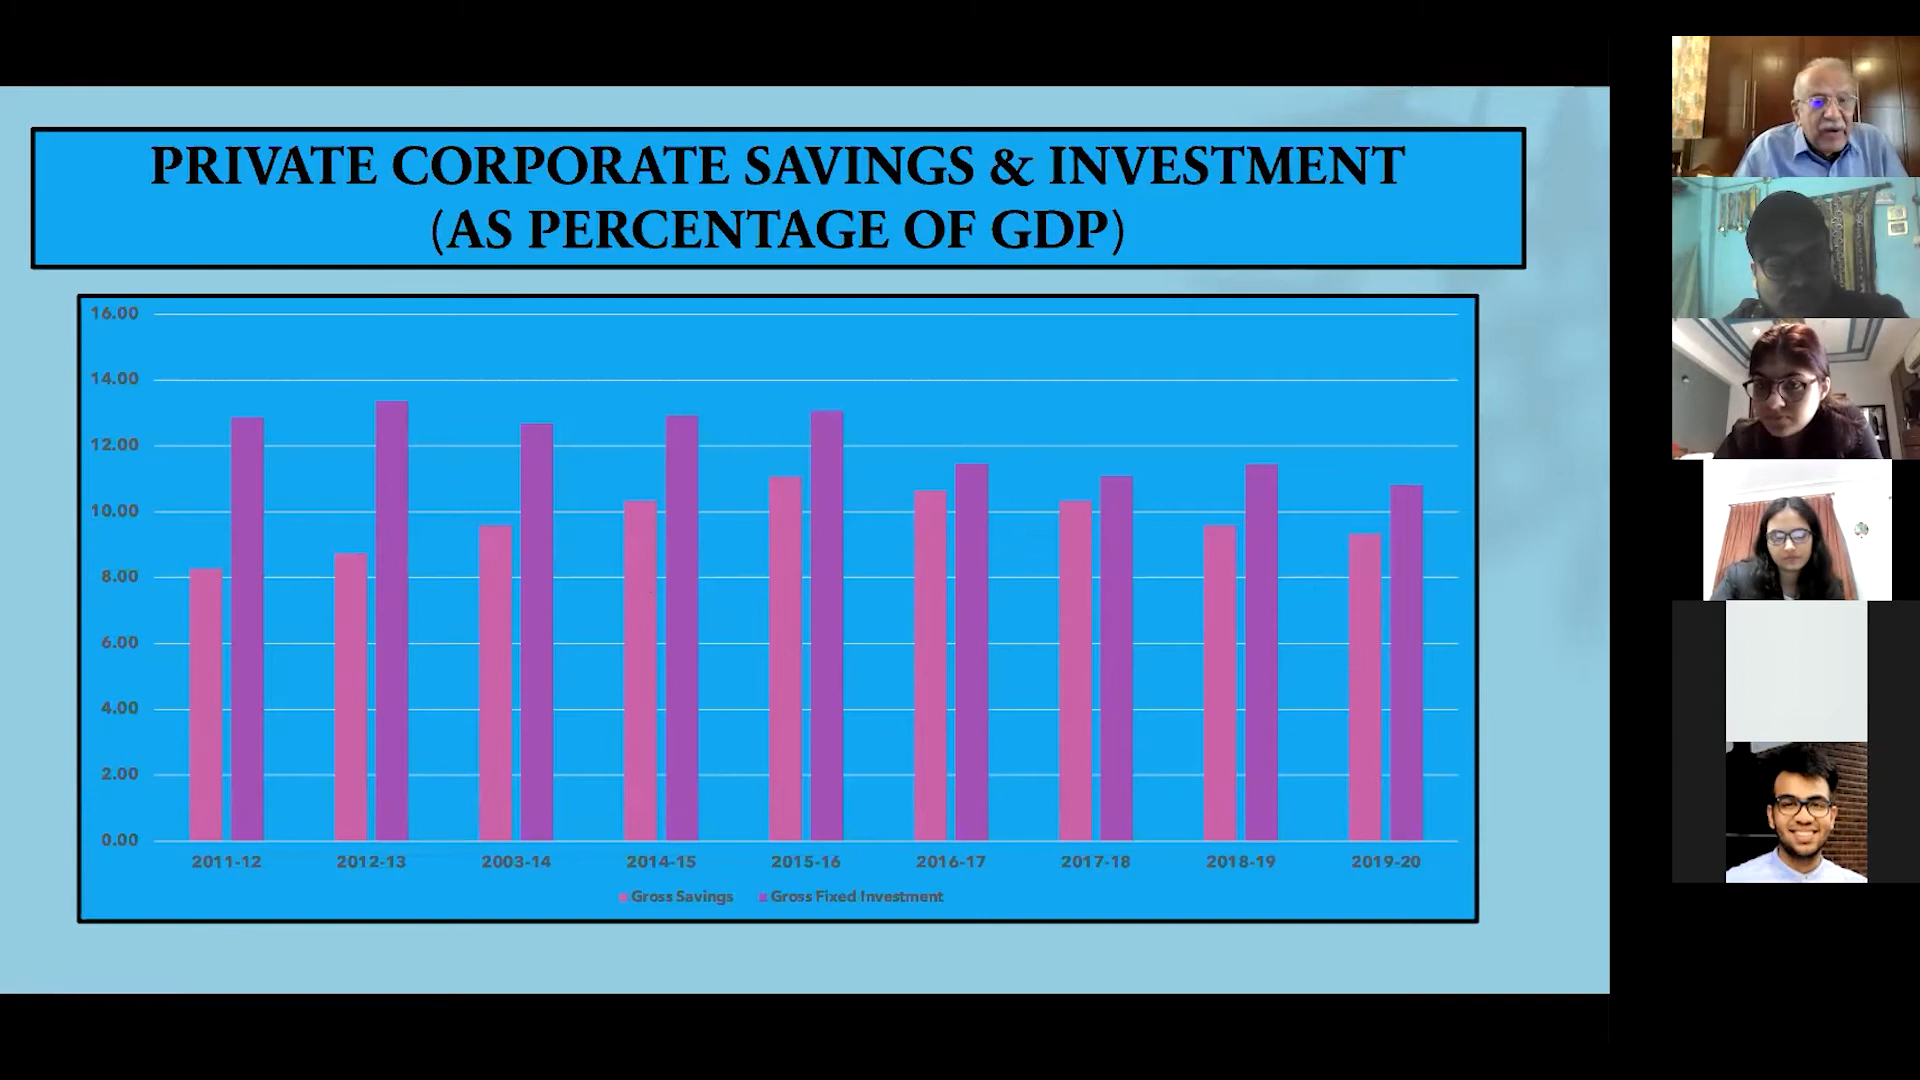 PRIVATE CORPORATE SAVINGS & INVESTMENT
(AS PERCENTAGE OF GDP)
16.00
14.00
12.00
10.00
8.00
6.00
4.00
2.00
0.00
2011-12 2012-13 2003-14 2014-15 2015-16 2016-17 2017-18 2018-19 2019-20
Gross Savings Gross Fixed Investment